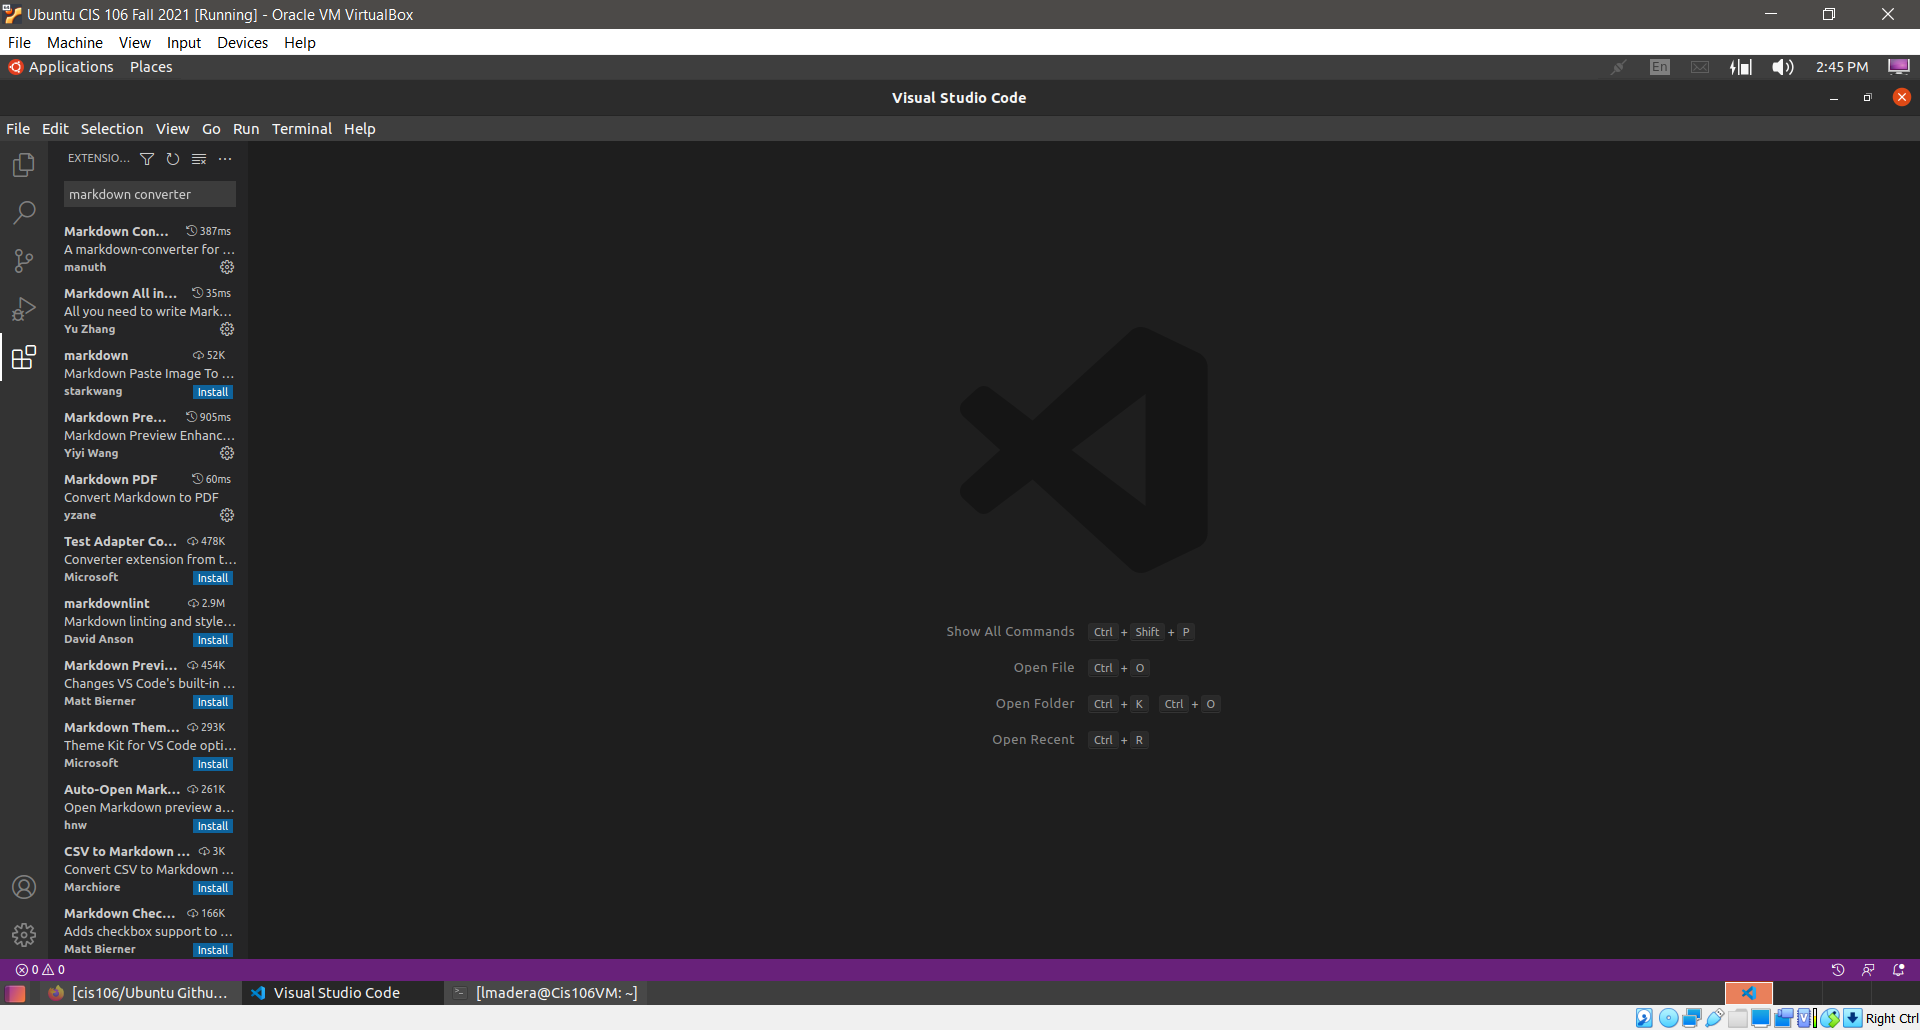 Ubuntu CIS 106 Fall 2021 [Running] - Oracle VM VirtualBox
File Machine View Input Devices Help
Applications Places En 2:45 PM
Visual Studio Code
File Edit Selection View Go Run Terminal Help
EXTENSIO...
markdown converter
Markdown Con... 387ms
A markdown-converter for ...
manuth
Markdown All in... 35ms
All you need to write Mark...
Yu Zhang
markdown 52K
Markdown Paste Image To ...
starkwang Install
Markdown Pre... 905ms
Markdown Preview Enhanc...
Yiyi Wang
Markdown PDF 60ms
Convert Markdown to PDF
yzane
Test Adapter Co... 478K
Converter extension from t...
Microsoft Install
markdownlint 2.9M
Markdown linting and style...
David Anson Install
Markdown Previ... 454K
Changes VS Code's built-in ...
Matt Bierner Install
Markdown Them... 293K
Theme Kit for VS Code opti...
Microsoft Install
Auto-Open Mark... 261K
Open Markdown preview a...
hnw Install
CSV to Markdown ... 3K
Convert CSV to Markdown ...
Marchiore Install
Markdown Chec... 166K
Adds checkbox support to ...
Matt Bierner Install
Show All Commands Ctrl + Shift + P
Open File Ctrl + O
Open Folder Ctrl + K Ctrl + O
Open Recent Ctrl + R
0 0
[cis106/Ubuntu Githu... Visual Studio Code [lmadera@Cis106VM: ~]
Right Ctrl